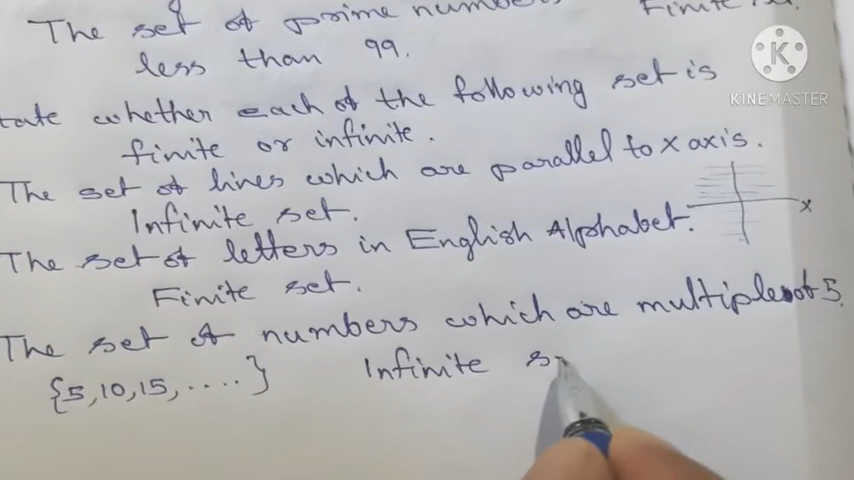 The set of prime numbers Finite
less than 99.
tate whether each of the following set is
finite or infinite.
The set of lines which are parallel to x axis.
Infinite set.
x
The set of letters in English Alphabet.
Finite set.
The set of numbers which are multiple of 5.
{5,10,15,....} Infinite s
KINEMASTER